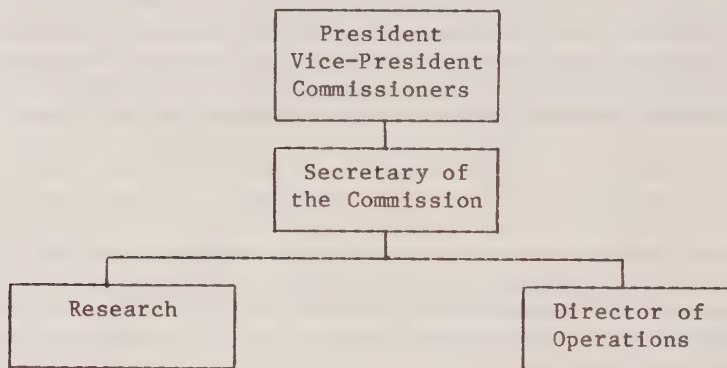 President
Vice-President
Commissioners
Secretary of
the Commission
Research
Director of
Operations